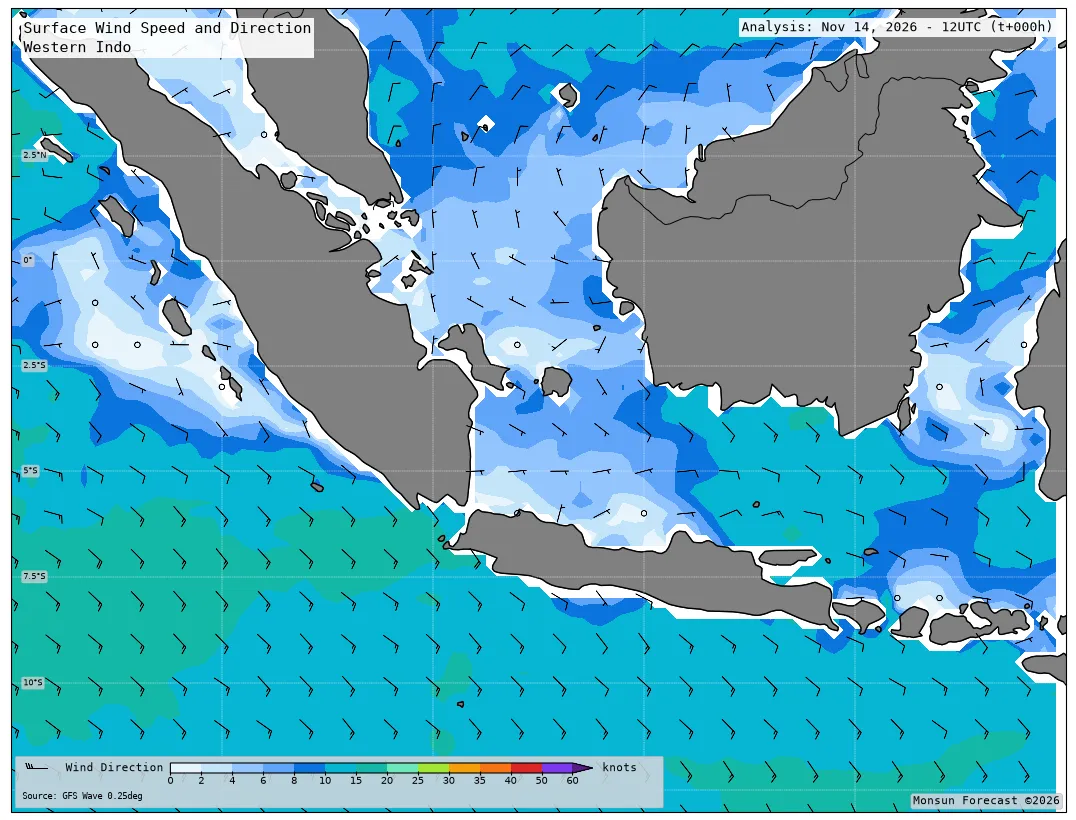 Surface Wind Speed and Direction
Western Indo
Analysis: Nov 14, 2026 - 12UTC (t+000h)
2.5°N
0°
2.5°S
5°S
7.5°S
10°S
Wind Direction
0 2 4 6 8 10 15 20 25 30 40 50 60
knots
Source: GFS Wave 0.25deg
Monsun Forecast ©2026